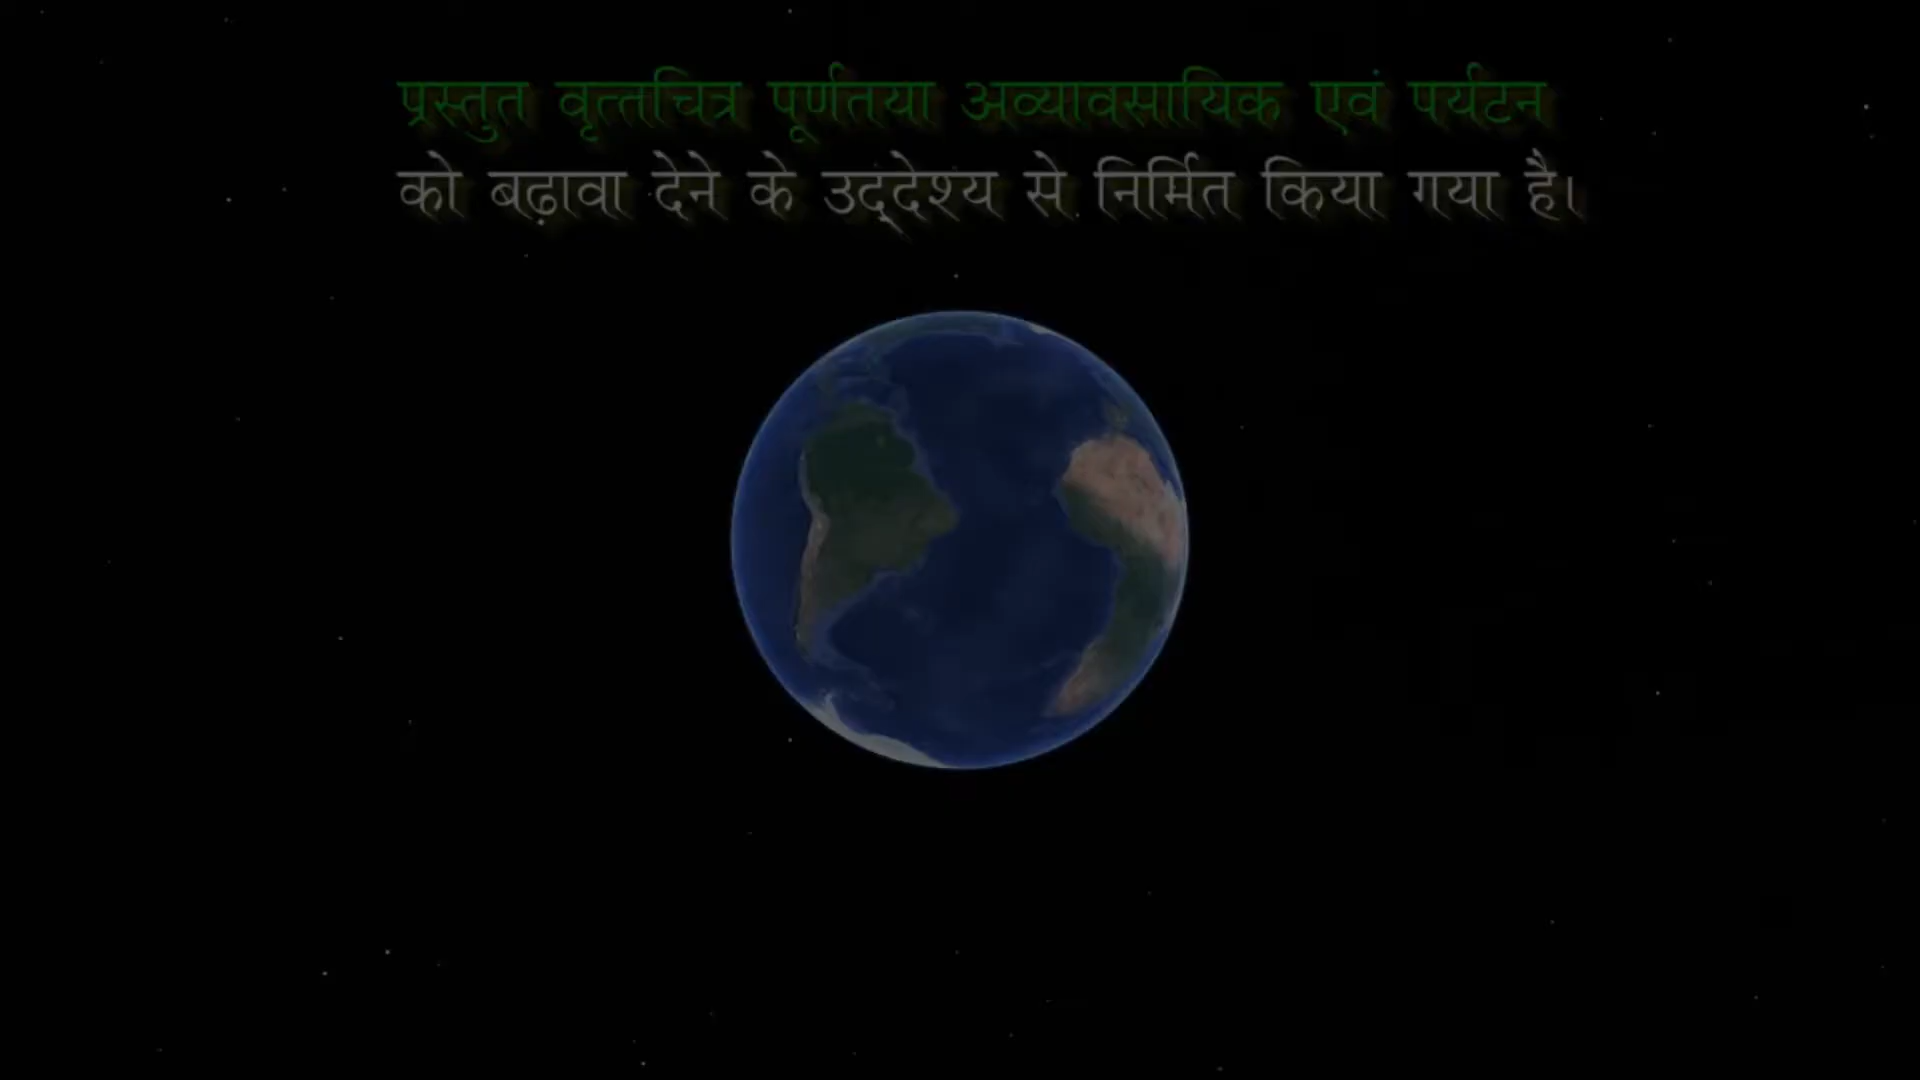 प्रस्तुत वृत्तचित्र पूर्णतया अव्यावसायिक एवं पर्यटन
को बढ़ावा देने के उद्देश्य से निर्मित किया गया है।